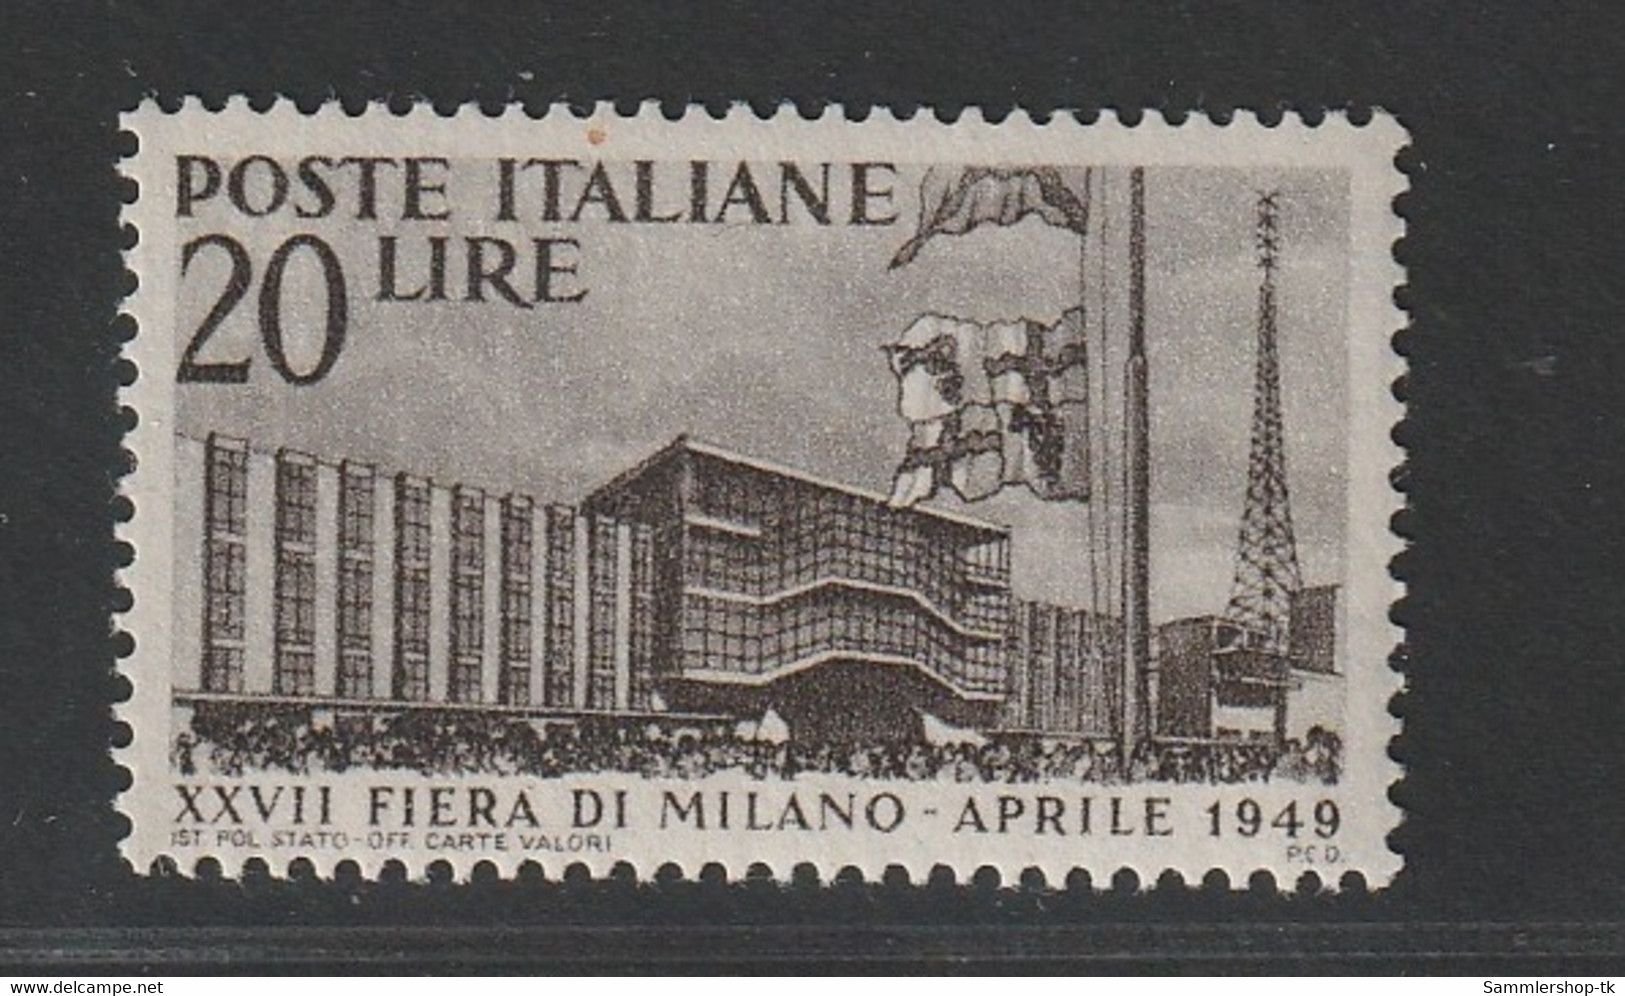 POSTE ITALIANE
20 LIRE
XXVII FIERA DI MILANO - APRILE 1949
IST. POL. STATO - OFF. CARTE VALORI
P.C.D.
www.delcampe.net
Sammlershop-tk